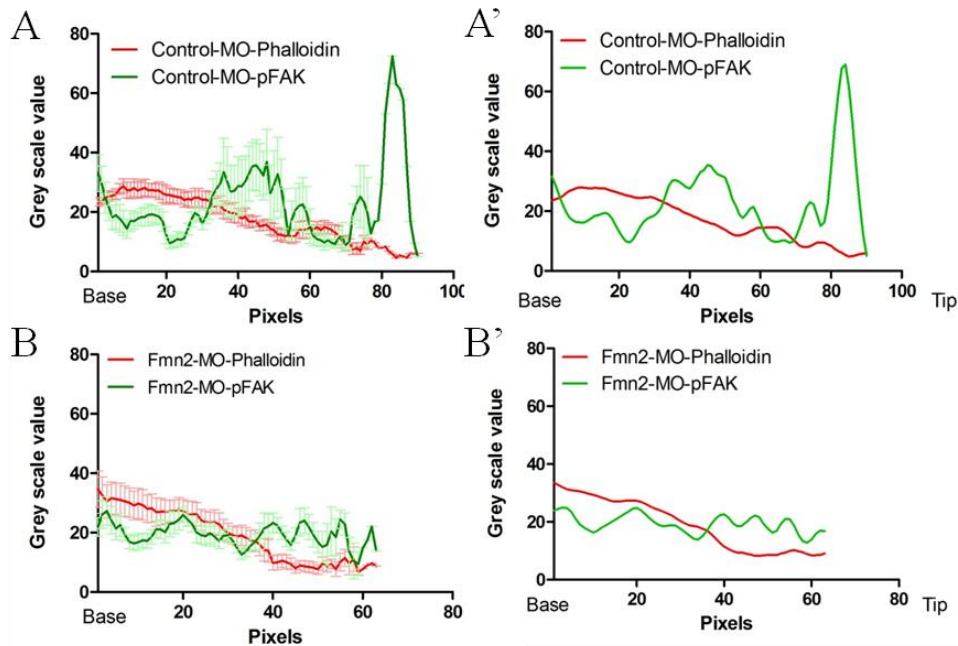 A
Grey scale value
80
60
40
20
0
Control-MO-Phalloidin
Control-MO-pFAK
20
40
60
80
100
Base
Pixels
A’
Grey scale value
80
60
40
20
0
Control-MO-Phalloidin
Control-MO-pFAK
20
40
60
80
100
Base
Pixels
Tip
B
Grey scale value
80
60
40
20
0
Fmn2-MO-Phalloidin
Fmn2-MO-pFAK
20
40
60
80
Base
Pixels
B’
Grey scale value
80
60
40
20
0
Fmn2-MO-Phalloidin
Fmn2-MO-pFAK
20
40
60
80
Base
Pixels
Tip